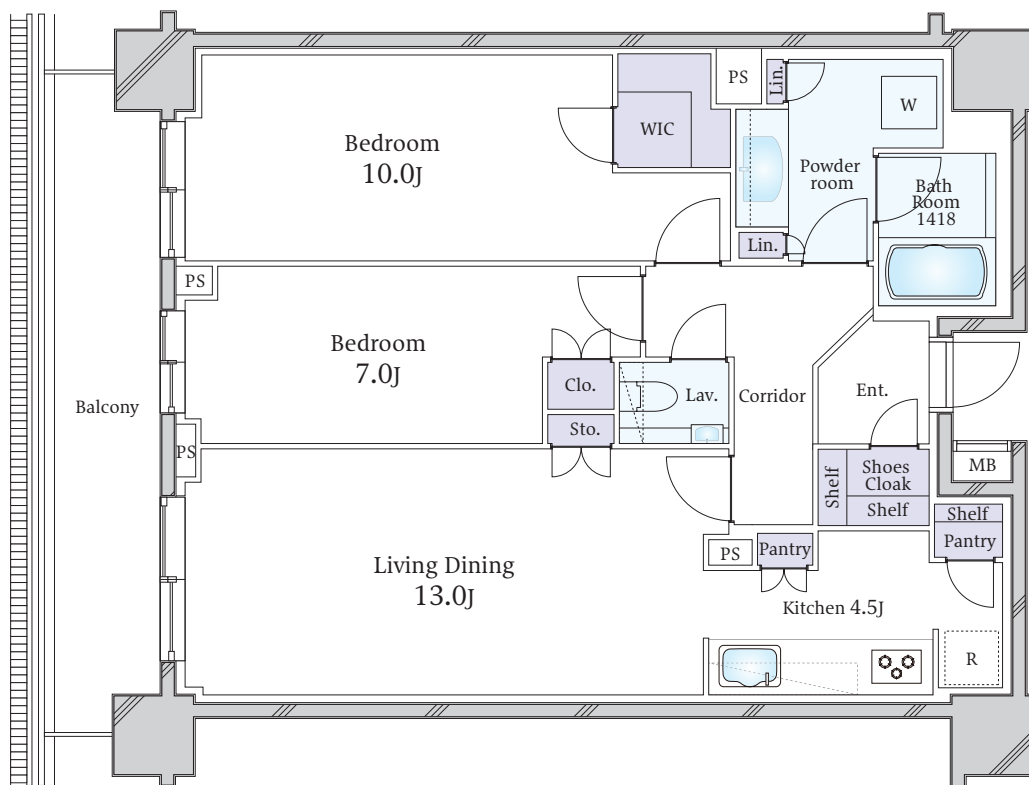 PS
Lin.
W
Bedroom
10.0J
WIC
Powder
room
Bath
Room
1418
Lin.
PS
Bedroom
7.0J
Clo.
Lav.
Corridor
Ent.
Balcony
Sto.
PS
Shelf
Shoes
Cloak
Shelf
MB
Shelf
Pantry
PS
Pantry
Living Dining
13.0J
Kitchen 4.5J
R